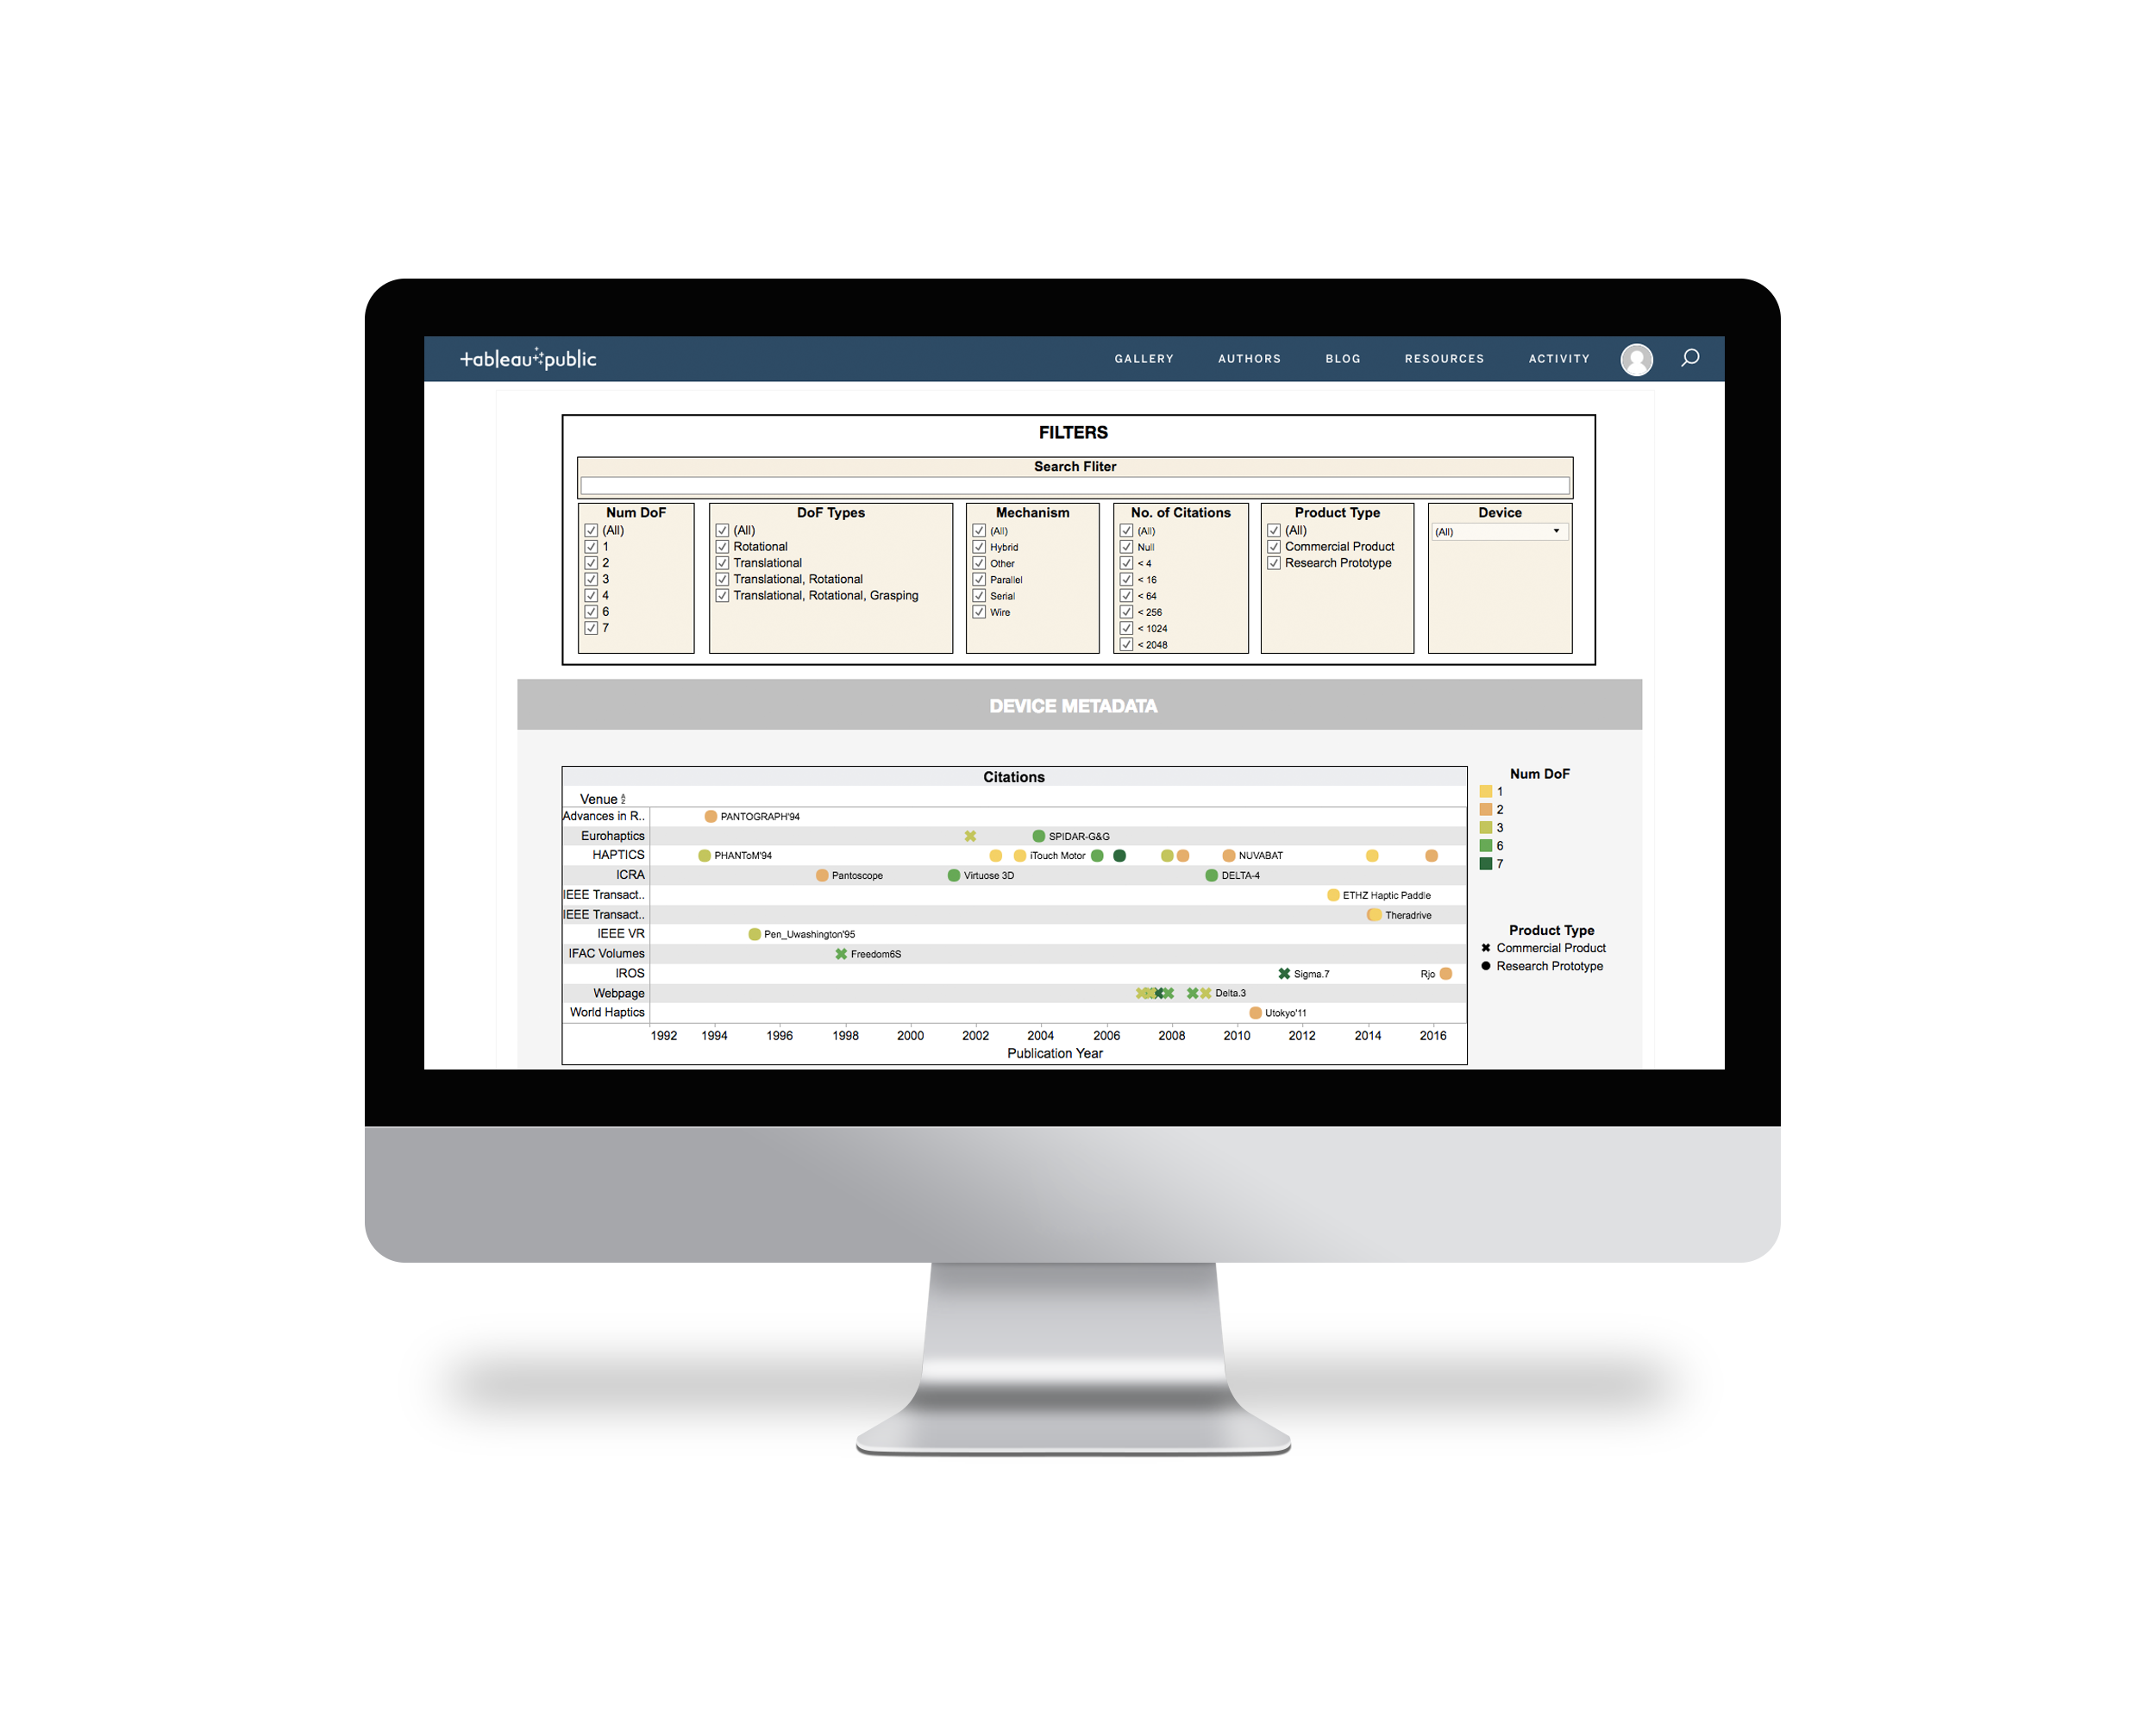 tableau public GALLERY AUTHORS BLOG RESOURCES ACTIVITY
FILTERS
Search Fliter
Num DoF
(All)
1
2
3
4
6
7
DoF Types
(All)
Rotational
Translational
Translational, Rotational
Translational, Rotational, Grasping
Mechanism
(All)
Hybrid
Other
Parallel
Serial
Wire
No. of Citations
(All)
Null
< 4
< 16
< 64
< 256
< 1024
< 2048
Product Type
(All)
Commercial Product
Research Prototype
Device
(All)
DEVICE METADATA
Citations
Venue
Advances in R.. PANTOGRAPH'94
Eurohaptics SPIDAR-G&G
HAPTICS PHANToM'94 iTouch Motor NUVABAT
ICRA Pantoscope Virtuose 3D DELTA-4
IEEE Transact.. ETHZ Haptic Paddle
IEEE Transact.. Theradrive
IEEE VR Pen_Uwashington'95
IFAC Volumes Freedom6S
IROS Sigma.7 Rjo
Webpage Delta.3
World Haptics Utokyo'11
1992 1994 1996 1998 2000 2002 2004 2006 2008 2010 2012 2014 2016
Publication Year
Num DoF
1
2
3
6
7
Product Type
Commercial Product
Research Prototype